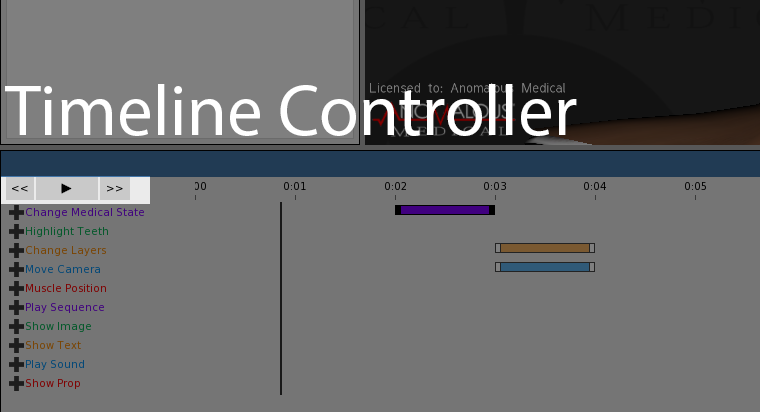 ICAL MEDI
Licensed to: Anomalous Medical
ANOMALOUS
MEDICAL
Timeline Controller
<< ▶ >> 00 0:01 0:02 0:03 0:04 0:05
Change Medical State
Highlight Teeth
Change Layers
Move Camera
Muscle Position
Play Sequence
Show Image
Show Text
Play Sound
Show Prop